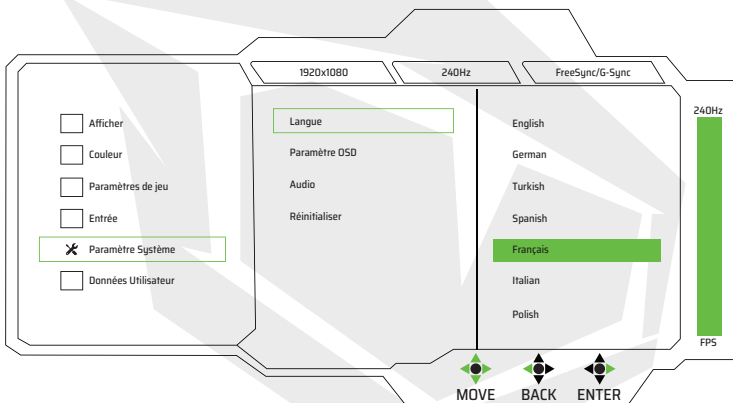 1920x1080
240Hz
FreeSync/G-Sync
Afficher
Couleur
Paramètres de jeu
Entrée
Paramètre Système
Données Utilisateur
Langue
Paramètre OSD
Audio
Réinitialiser
English
German
Turkish
Spanish
Français
Italian
Polish
240Hz
FPS
MOVE
BACK
ENTER